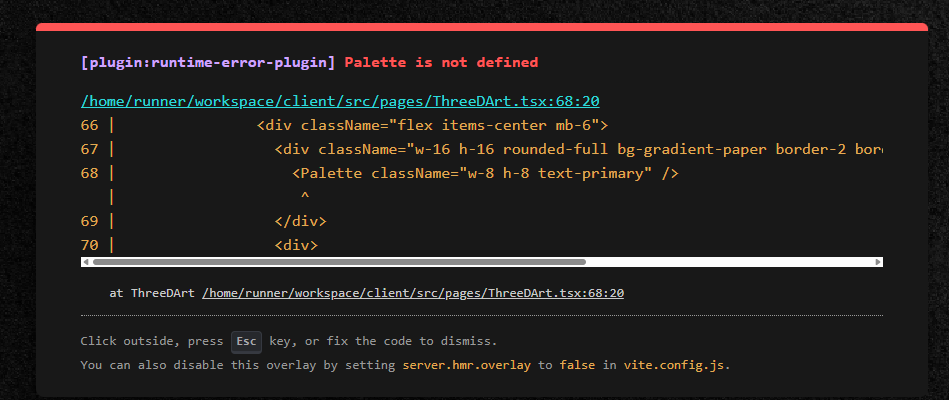 [plugin:runtime-error-plugin] Palette is not defined
/home/runner/workspace/client/src/pages/ThreeDArt.tsx:68:20
66 |                <div className="flex items-center mb-6">
67 |                  <div className="w-16 h-16 rounded-full bg-gradient-paper border-2
68 |                    <Palette className="w-8 h-8 text-primary" />
   |                     ^
69 |                  </div>
70 |                  <div>
at ThreeDArt /home/runner/workspace/client/src/pages/ThreeDArt.tsx:68:20
Click outside, press Esc key, or fix the code to dismiss.
You can also disable this overlay by setting server.hmr.overlay to false in vite.config.js.